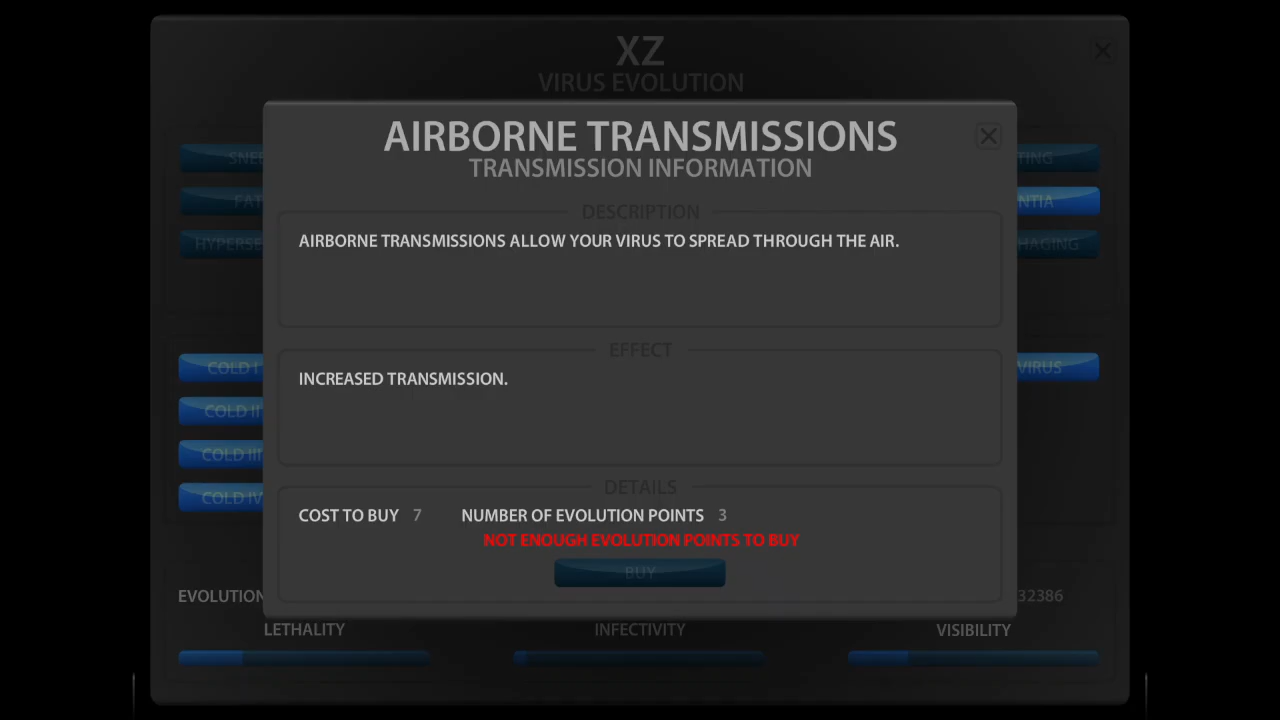 XZ
VIRUS EVOLUTION
AIRBORNE TRANSMISSIONS
TRANSMISSION INFORMATION
DESCRIPTION
AIRBORNE TRANSMISSIONS ALLOW YOUR VIRUS TO SPREAD THROUGH THE AIR.
EFFECT
INCREASED TRANSMISSION.
COLD I
VIRUS
COLD II
COLD III
COLD IV
DETAILS
COST TO BUY 7 NUMBER OF EVOLUTION POINTS 3
NOT ENOUGH EVOLUTION POINTS TO BUY
BUY
EVOLUTION
32386
LETHALITY INFECTIVITY VISIBILITY